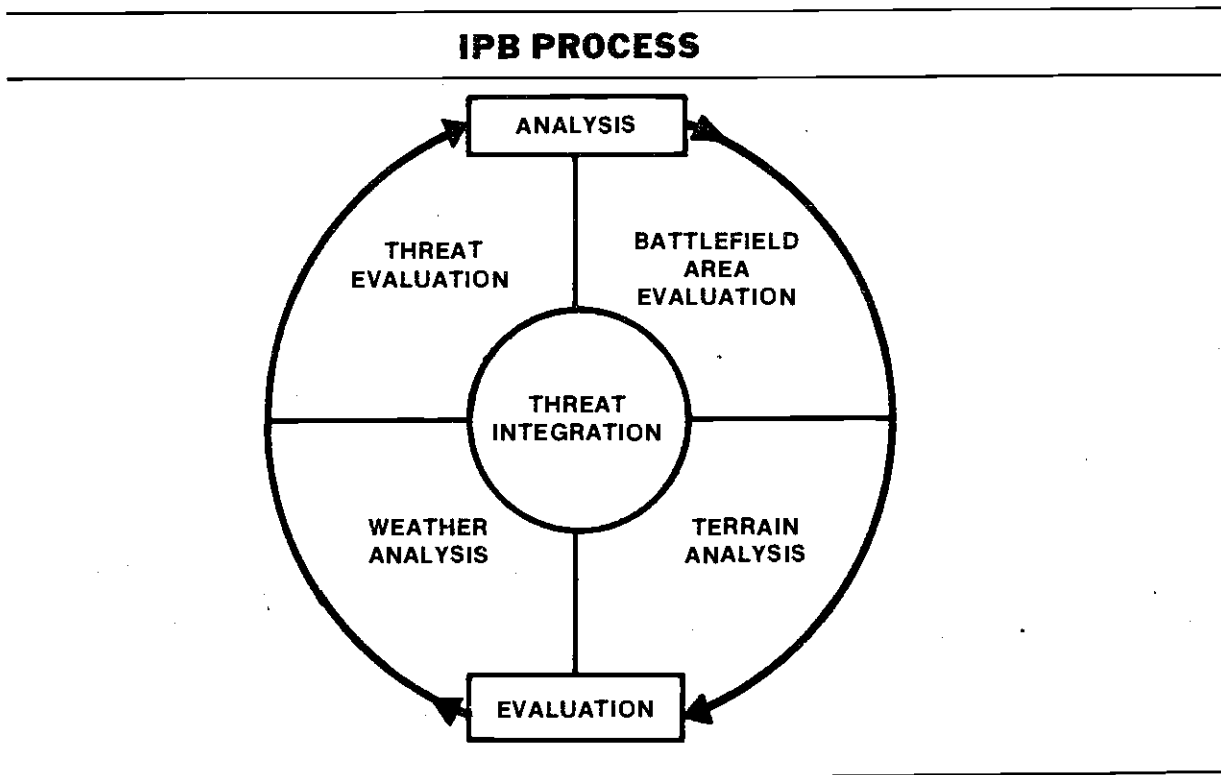 IPB PROCESS
ANALYSIS
THREAT
EVALUATION
BATTLEFIELD
AREA
EVALUATION
THREAT
INTEGRATION
WEATHER
ANALYSIS
TERRAIN
ANALYSIS
EVALUATION